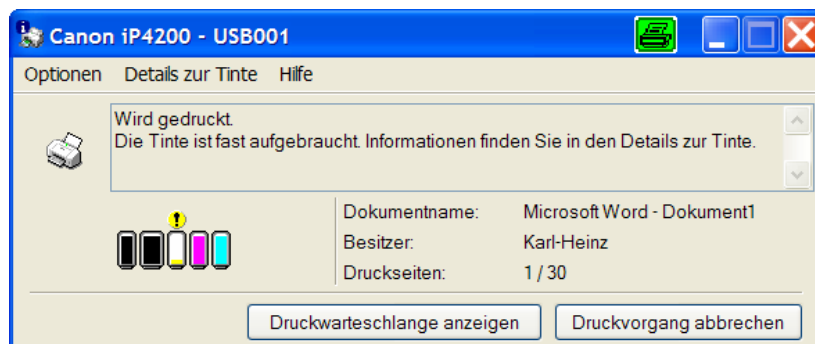 Canon iP4200 - USB001
Optionen Details zur Tinte Hilfe
Wird gedruckt.
Die Tinte ist fast aufgebraucht. Informationen finden Sie in den Details zur Tinte.
Dokumentname: Microsoft Word - Dokument1
Besitzer: Karl-Heinz
Druckseiten: 1 / 30
Druckwarteschlange anzeigen Druckvorgang abbrechen